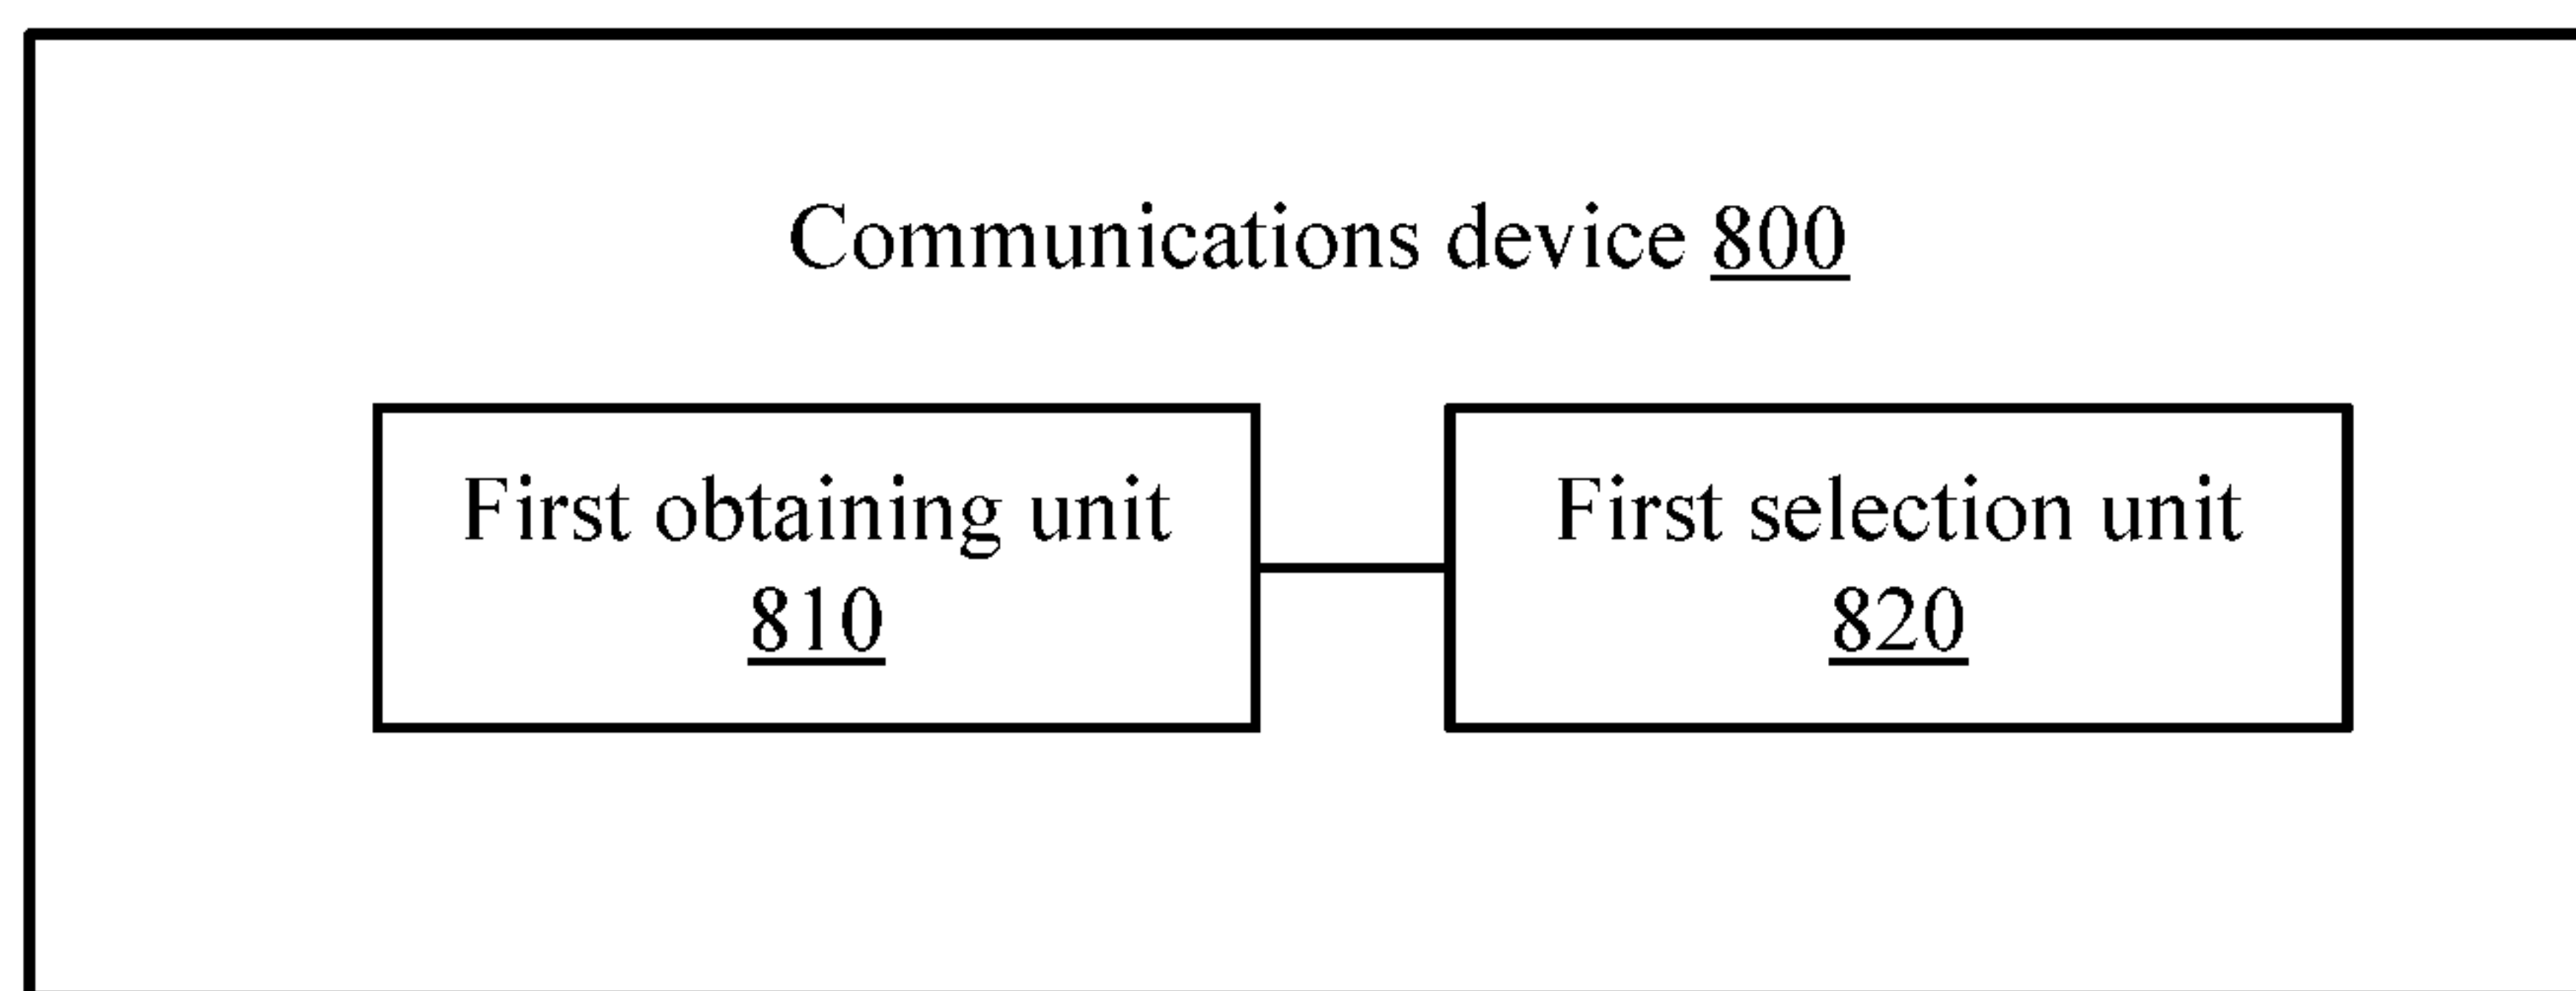 Communications device 800
First obtaining unit
810
First selection unit
820